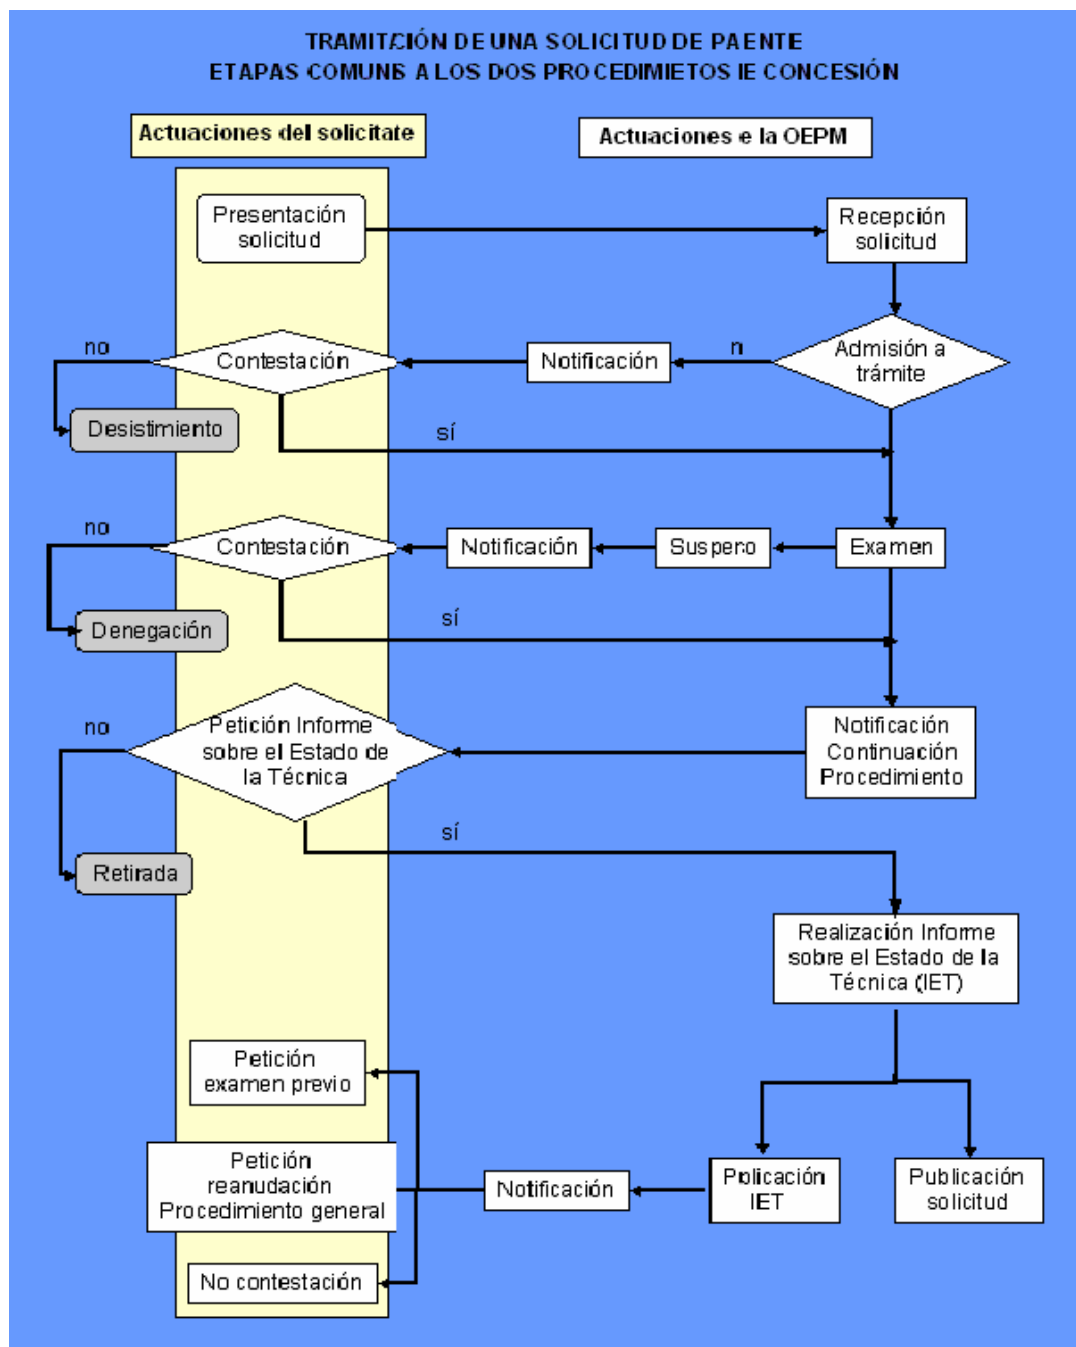 TRAMITACIÓN DE UNA SOLICITUD DE PAENTE
ETAPAS COMUNS A LOS DOS PROCEDIMIETOS IE CONCESIÓN
Actuaciones del solicitate
Actuaciones e la OEPM
Presentación
solicitud
Recepción
solicitud
no
Contestación
Notificación
n
Admisión a
trámite
Desistimiento
sí
no
Contestación
Notificación
Suspeno
Examen
Denegación
sí
no
Petición Informe
sobre el Estado de
la Técnica
Notificación
Continuación
Procedimiento
sí
Retirada
Realización Informe
sobre el Estado de la
Técnica (IET)
Petición
examen previo
Petición
reanudación
Procedimiento general
Notificación
Policación
IET
Publicación
solicitud
No contestación